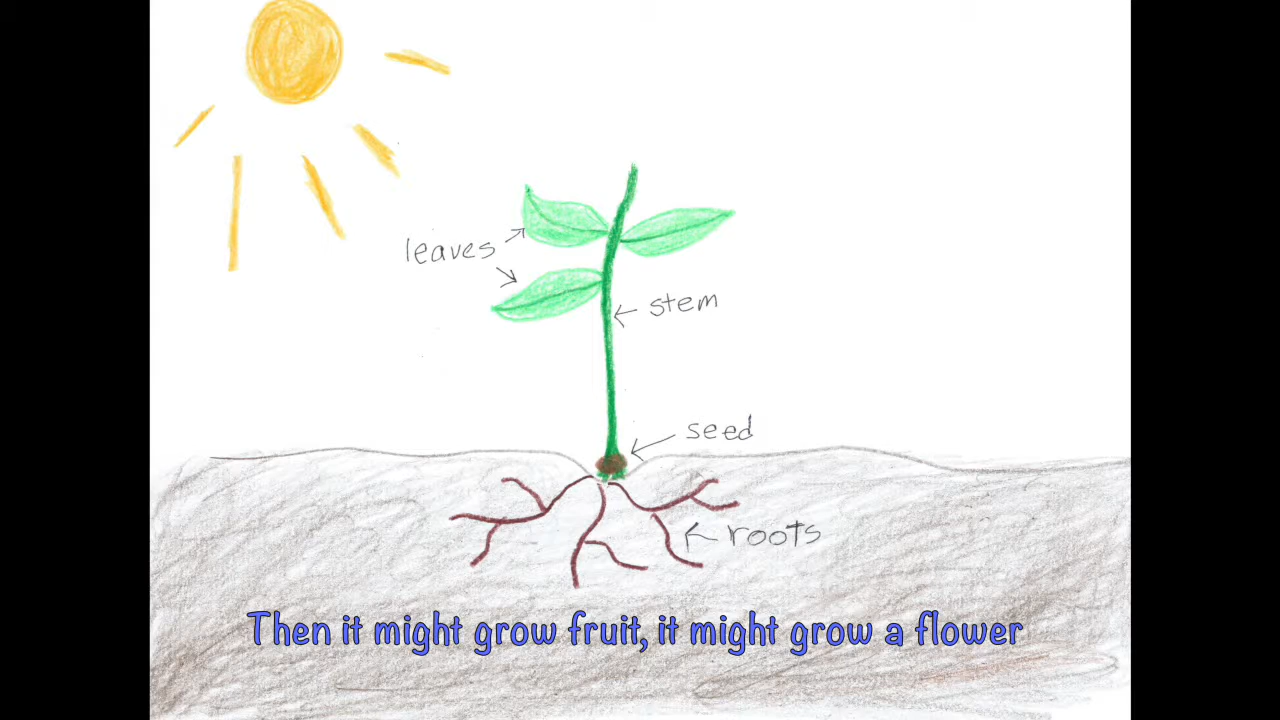 leaves
stem
seed
roots
Then it might grow fruit, it might grow a flower